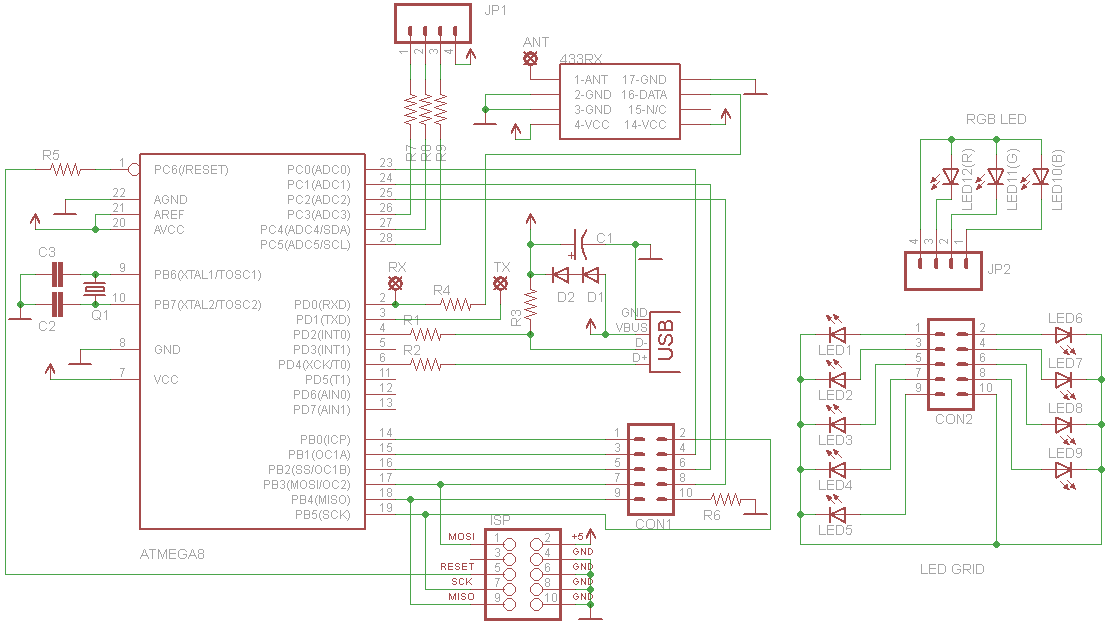 JP1
1 2 3 4
ANT
433RX
1-ANT 17-GND
2-GND 16-DATA
3-GND 15-N/C
4-VCC 14-VCC
R7 R8 R9
RGB LED
LED12(R) LED11(G) LED10(B)
4 3 2 1
JP2
R5
1 PC6(/RESET) PC0(ADC0) 23
PC1(ADC1) 24
22 AGND PC2(ADC2) 25
21 AREF PC3(ADC3) 26
20 AVCC PC4(ADC4/SDA) 27
PC5(ADC5/SCL) 28
C3
9 PB6(XTAL1/TOSC1)
10 PB7(XTAL2/TOSC2) PD0(RXD) 2
C2 Q1
PD1(TXD) 3
PD2(INT0) 4
8 GND PD3(INT1) 5
PD4(XCK/T0) 6
7 VCC PD5(T1) 11
PD6(AIN0) 12
PD7(AIN1) 13
PB0(ICP) 14
PB1(OC1A) 15
PB2(SS/OC1B) 16
PB3(MOSI/OC2) 17
PB4(MISO) 18
PB5(SCK) 19
ATMEGA8
RX TX
R4
R1
R2
R3
C1
+
D2 D1
GND
VBUS
D-
D+
USB
1 2
3 4
5 6
7 8
9 10
CON1
R6
ISP
MOSI 1 2 +5
3 4 GND
RESET 5 6 GND
SCK 7 8 GND
MISO 9 10 GND
LED1 1 2 LED6
LED2 3 4 LED7
LED3 5 6 LED8
LED4 7 8 LED9
LED5 9 10
CON2
LED GRID